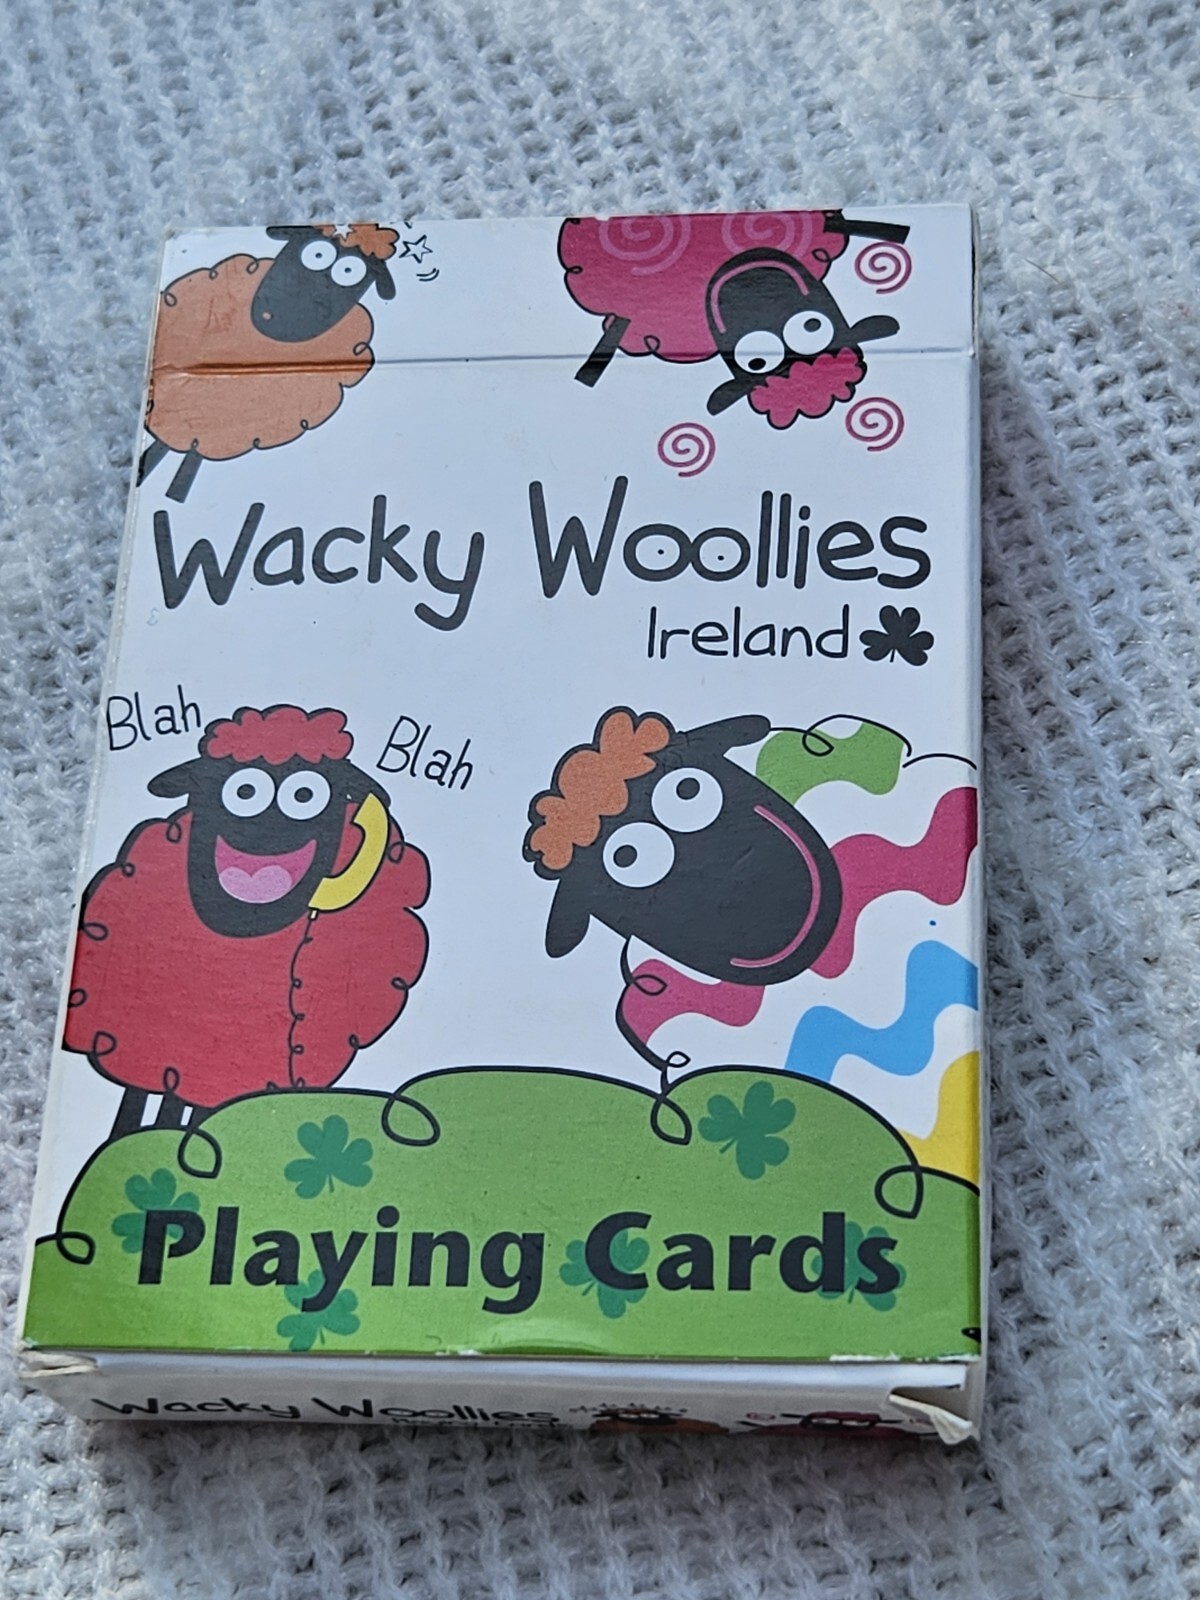 Wacky Woollies
Ireland
Blah
Blah
Playing Cards
Wacky Woollies